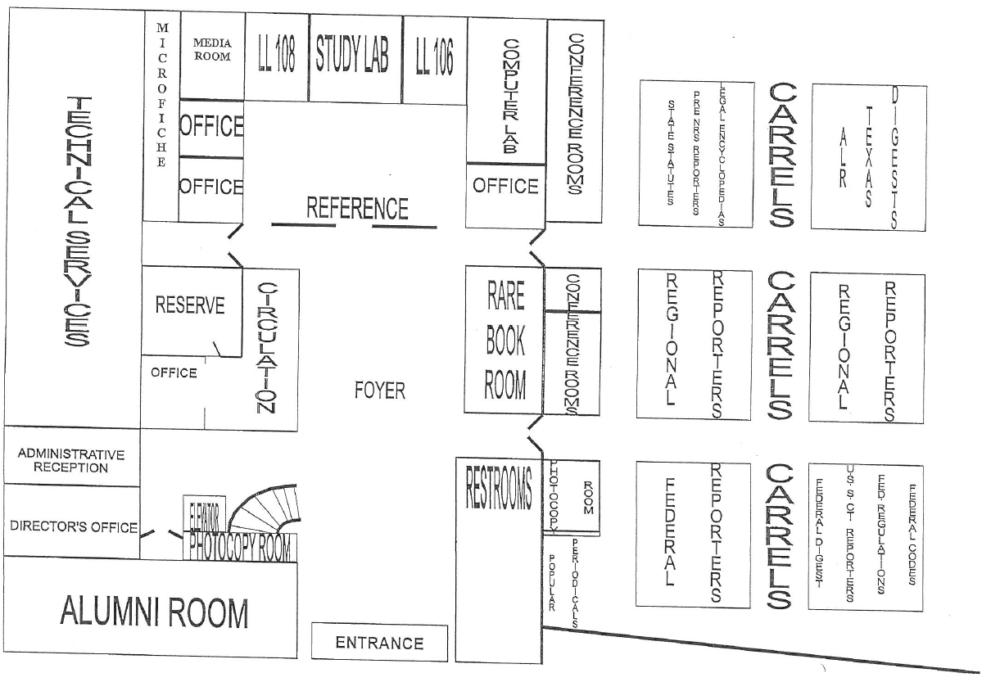 TECHNICAL SERVICES
MICROFICHE
MEDIA
ROOM
LL 108
STUDY LAB
LL 106
COMPUTER LAB
CONFERENCE ROOMS
OFFICE
OFFICE
OFFICE
REFERENCE
STATE STATUTES
PRE NRS REPORTERS
LEGAL ENCYCLOPEDIAS
CARRELS
ALR
TEXAS
DIGESTS
RESERVE
CIRCULATION
OFFICE
FOYER
RARE
BOOK
ROOM
CONFERENCE ROOMS
REGIONAL
REPORTERS
CARRELS
REGIONAL
REPORTERS
ADMINISTRATIVE
RECEPTION
DIRECTOR'S OFFICE
ELEVATOR
PHOTOCOPY ROOM
ALUMNI ROOM
ENTRANCE
RESTROOMS
PHOTOCOPY
ROOM
POPULAR
PERIODICALS
FEDERAL
REPORTERS
CARRELS
FEDERAL DIGEST
U.S. S. CT. REPORTERS
FED. REGULATIONS
FEDERAL CODES